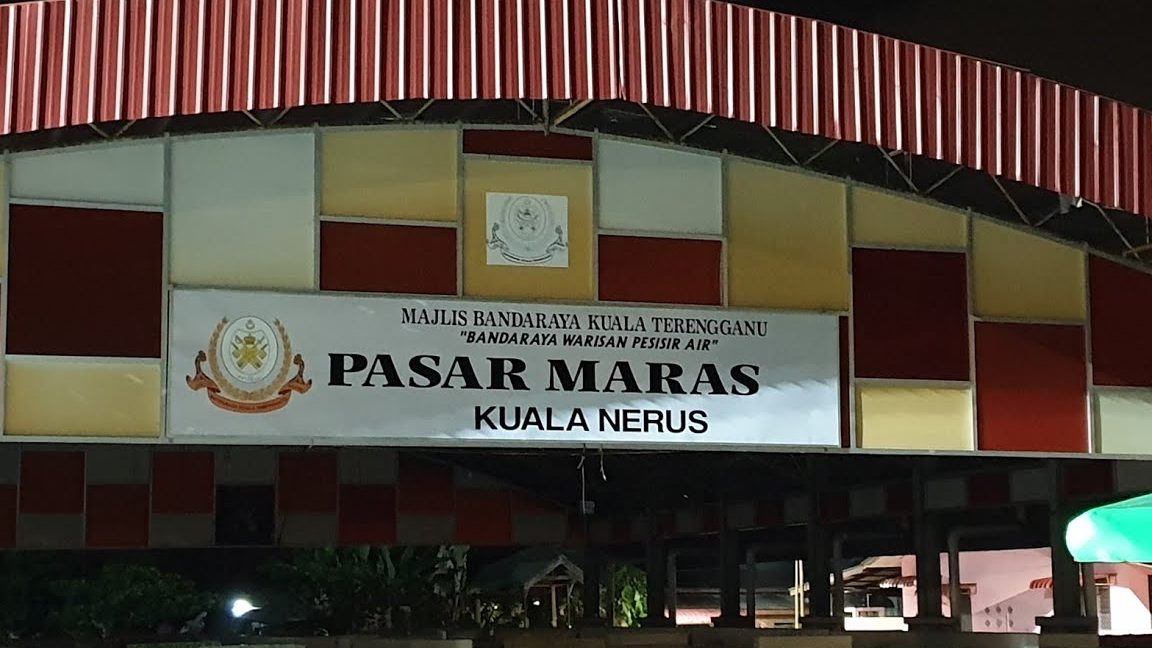 MAJLIS BANDARAYA KUALA TERENGGANU
"BANDARAYA WARISAN PESISIR AIR"
PASAR MARAS
KUALA NERUS